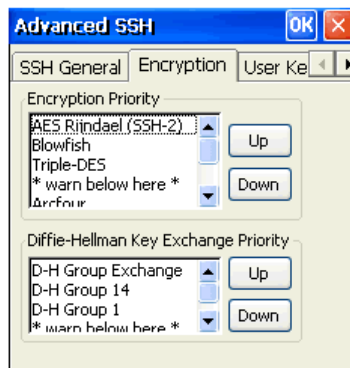 Advanced SSH OK
SSH General Encryption User Ke
Encryption Priority
AES Rijndael (SSH-2)
Blowfish
Triple-DES
* warn below here *
Arcfour
Up
Down
Diffie-Hellman Key Exchange Priority
D-H Group Exchange
D-H Group 14
D-H Group 1
* warn below here *
Up
Down